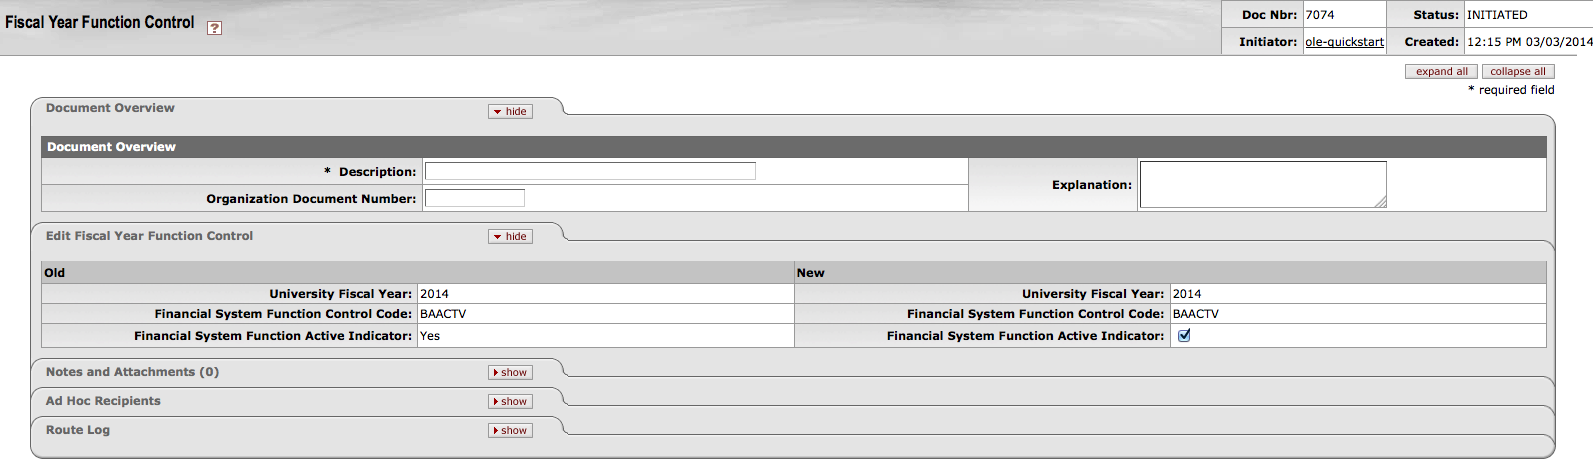 Fiscal Year Function Control ?
Doc Nbr: 7074 Status: INITIATED
Initiator: ole-quickstart Created: 12:15 PM 03/03/2014
expand all collapse all
* required field
Document Overview hide
Document Overview
* Description:
Explanation:
Organization Document Number:
Edit Fiscal Year Function Control hide
Old New
University Fiscal Year: 2014 University Fiscal Year: 2014
Financial System Function Control Code: BAACTV Financial System Function Control Code: BAACTV
Financial System Function Active Indicator: Yes Financial System Function Active Indicator:
Notes and Attachments (0) show
Ad Hoc Recipients show
Route Log show